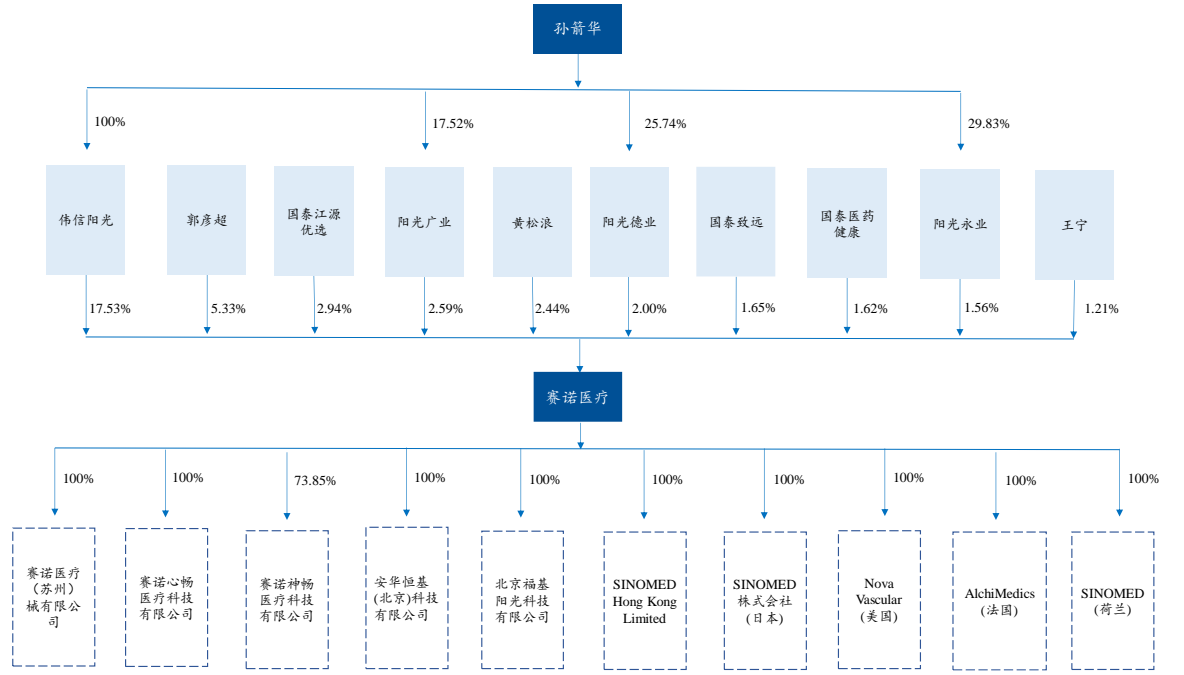 孙箭华
100%
17.52%
25.74%
29.83%
伟信阳光
郭彦超
国泰江源
优选
阳光广业
黄松浪
阳光德业
国泰致远
国泰医药
健康
阳光永业
王宁
17.53%
5.33%
2.94%
2.59%
2.44%
2.00%
1.65%
1.62%
1.56%
1.21%
赛诺医疗
100%
100%
73.85%
100%
100%
100%
100%
100%
100%
100%
赛诺医疗
（苏州）
械有限公
司
赛诺心畅
医疗科技
有限公司
赛诺神畅
医疗科技
有限公司
安华恒基
(北京)科技
有限公司
北京福基
阳光科技
有限公司
SINOMED
Hong Kong
Limited
SINOMED
株式会社
(日本)
Nova
Vascular
(美国)
AlchiMedics
(法国)
SINOMED
(荷兰)